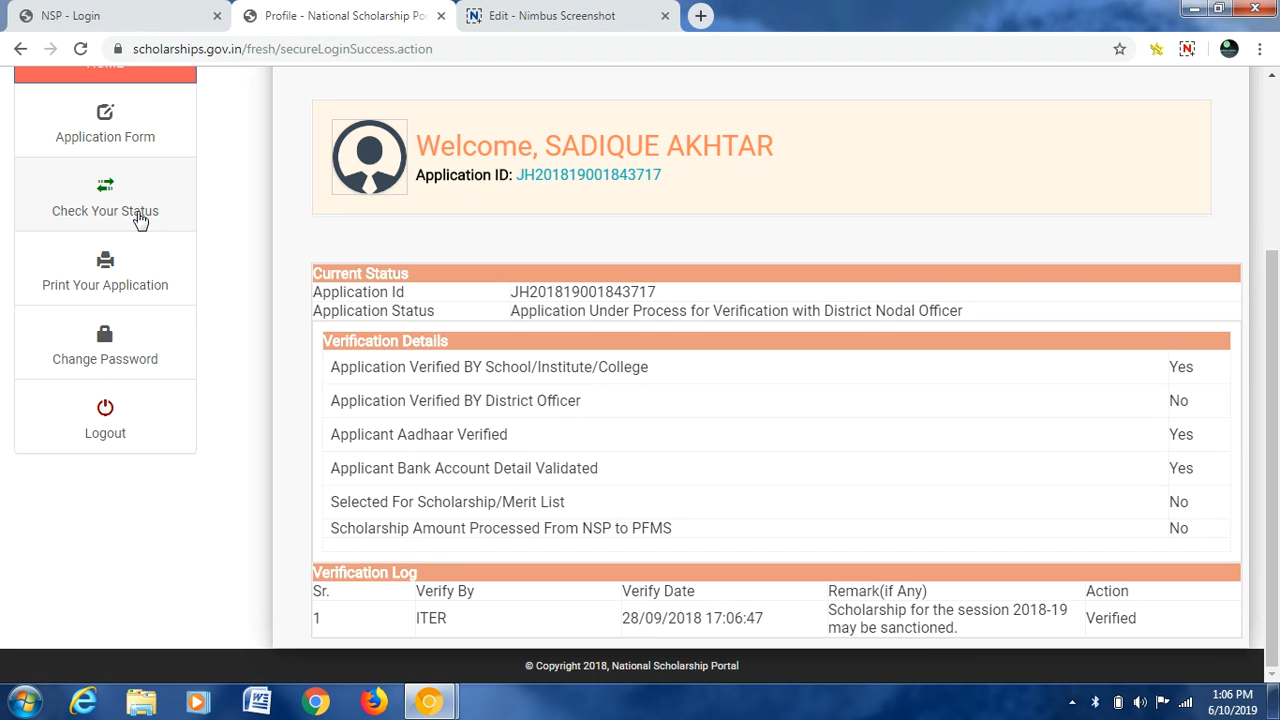 NSP - Login
Profile - National Scholarship Po
Edit - Nimbus Screenshot
scholarships.gov.in/fresh/secureLoginSuccess.action
Application Form
Check Your Status
Print Your Application
Change Password
Logout
Welcome, SADIQUE AKHTAR
Application ID: JH201819001843717
Current Status
Application Id JH201819001843717
Application Status Application Under Process for Verification with District Nodal Officer
Verification Details
Application Verified BY School/Institute/College Yes
Application Verified BY District Officer No
Applicant Aadhaar Verified Yes
Applicant Bank Account Detail Validated Yes
Selected For Scholarship/Merit List No
Scholarship Amount Processed From NSP to PFMS No
Verification Log
Sr. Verify By Verify Date Remark(if Any) Action
1 ITER 28/09/2018 17:06:47 Scholarship for the session 2018-19 may be sanctioned. Verified
© Copyright 2018, National Scholarship Portal
1:06 PM
6/10/2019